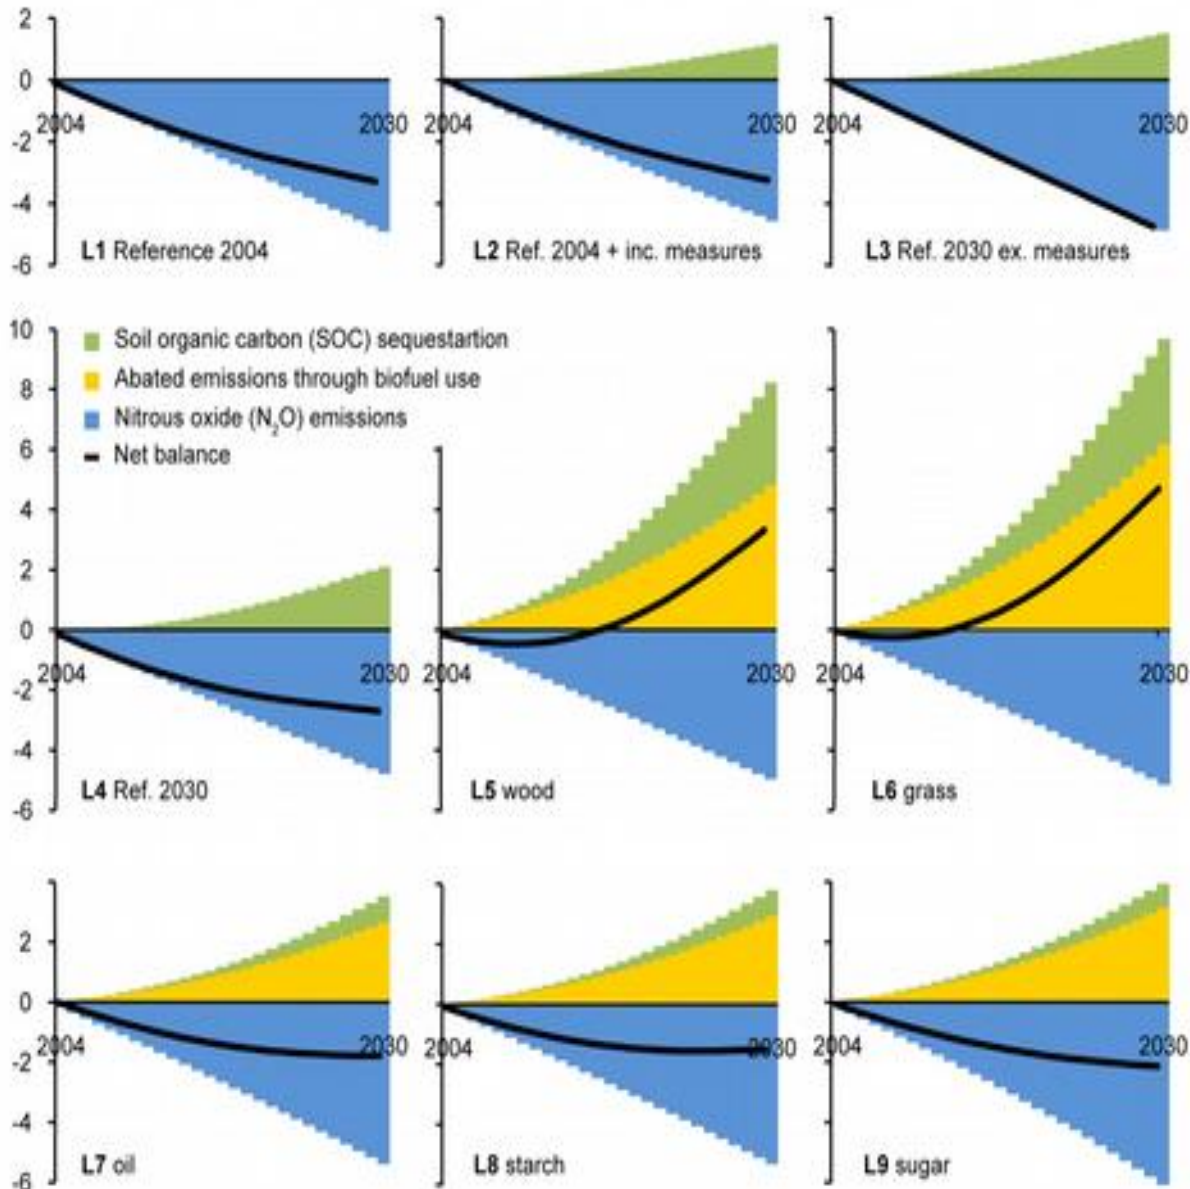 2
0
-2
-4
-6
2004
2030
L1 Reference 2004
2004
2030
L2 Ref. 2004 + inc. measures
2004
2030
L3 Ref. 2030 ex. measures
10
8
6
4
2
0
-2
-4
-6
Soil organic carbon (SOC) sequestartion
Abated emissions through biofuel use
Nitrous oxide (N2O) emissions
Net balance
2004
2030
L4 Ref. 2030
2004
2030
L5 wood
2004
2030
L6 grass
2
0
-2
-4
-6
2004
2030
L7 oil
2004
2030
L8 starch
2004
2030
L9 sugar